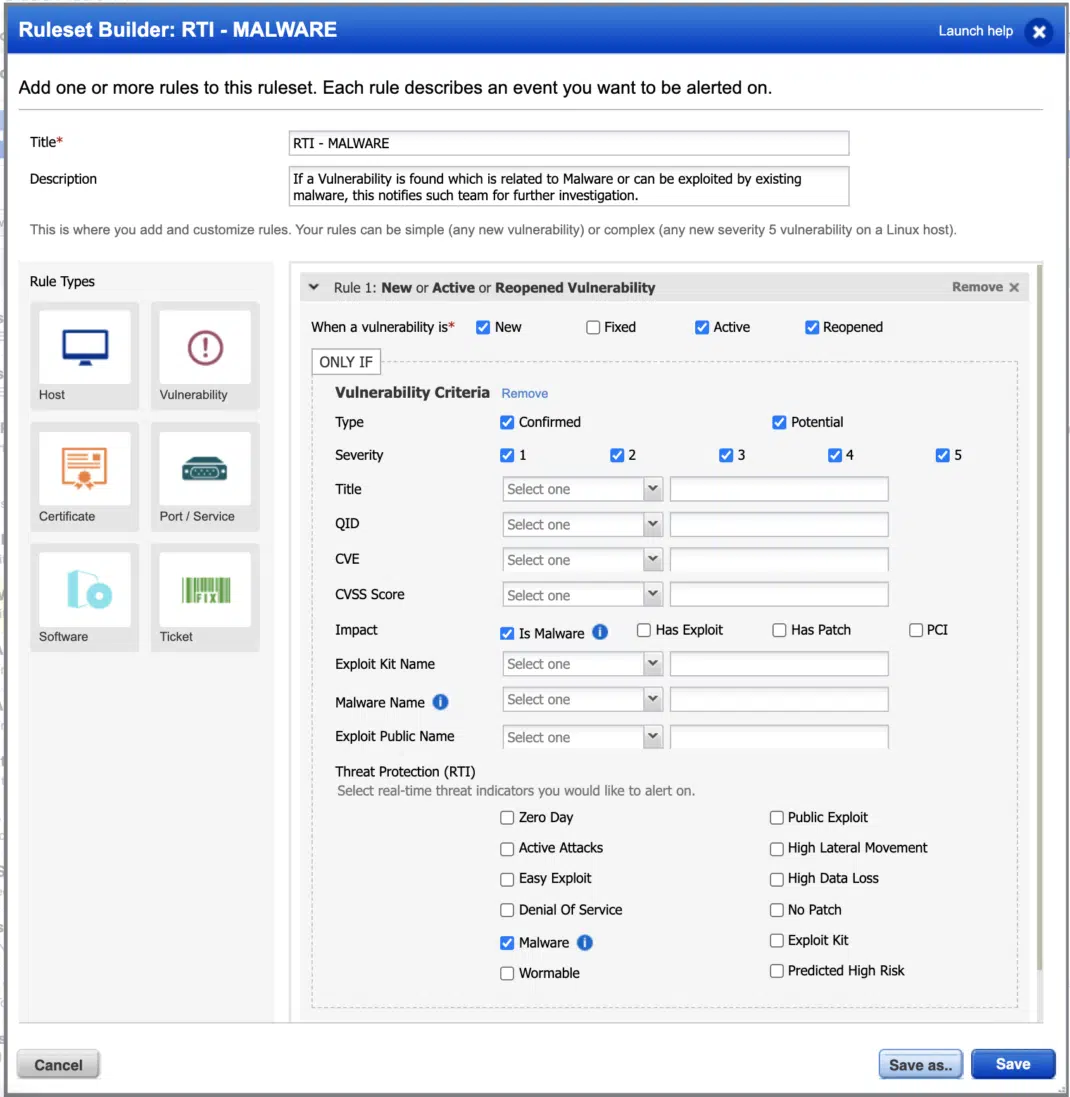 Ruleset Builder: RTI - MALWARE
Launch help
Add one or more rules to this ruleset. Each rule describes an event you want to be alerted on.
Title*
RTI - MALWARE
Description
If a Vulnerability is found which is related to Malware or can be exploited by existing
malware, this notifies such team for further investigation.
This is where you add and customize rules. Your rules can be simple (any new vulnerability) or complex (any new severity 5 vulnerability on a Linux host).
Rule Types
Host
Vulnerability
Certificate
Port / Service
Software
FIX
Ticket
Rule 1: New or Active or Reopened Vulnerability
Remove
When a vulnerability is* New Fixed Active Reopened
ONLY IF
Vulnerability Criteria Remove
Type Confirmed Potential
Severity 1 2 3 4 5
Title Select one
QID Select one
CVE Select one
CVSS Score Select one
Impact Is Malware Has Exploit Has Patch PCI
Exploit Kit Name Select one
Malware Name Select one
Exploit Public Name Select one
Threat Protection (RTI)
Select real-time threat indicators you would like to alert on.
Zero Day Public Exploit
Active Attacks High Lateral Movement
Easy Exploit High Data Loss
Denial Of Service No Patch
Malware Exploit Kit
Wormable Predicted High Risk
Cancel Save as.. Save